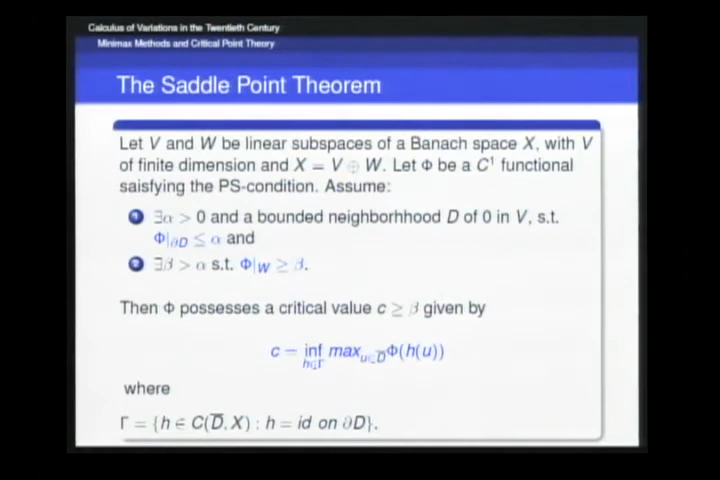 Calculus of Variations in the Twentieth Century
Minimax Methods and Critical Point Theory
The Saddle Point Theorem
Let V and W be linear subspaces of a Banach space X, with V
of finite dimension and X = V ⊕ W. Let Φ be a C¹ functional
saisfying the PS-condition. Assume:
1 ∃α > 0 and a bounded neighborhhood D of 0 in V, s.t.
Φ|∂D ≤ α and
2 ∃β > α s.t. Φ|W ≥ β.
Then Φ possesses a critical value c ≥ β given by
c = inf h∈Γ max u∈D̅ Φ(h(u))
where
Γ = {h ∈ C(D̅, X) : h = id on ∂D}.